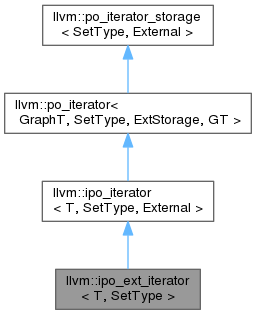 llvm::po_iterator_storage
< SetType, External >
llvm::po_iterator<
GraphT, SetType, ExtStorage, GT >
llvm::ipo_iterator
< T, SetType, External >
llvm::ipo_ext_iterator
< T, SetType >